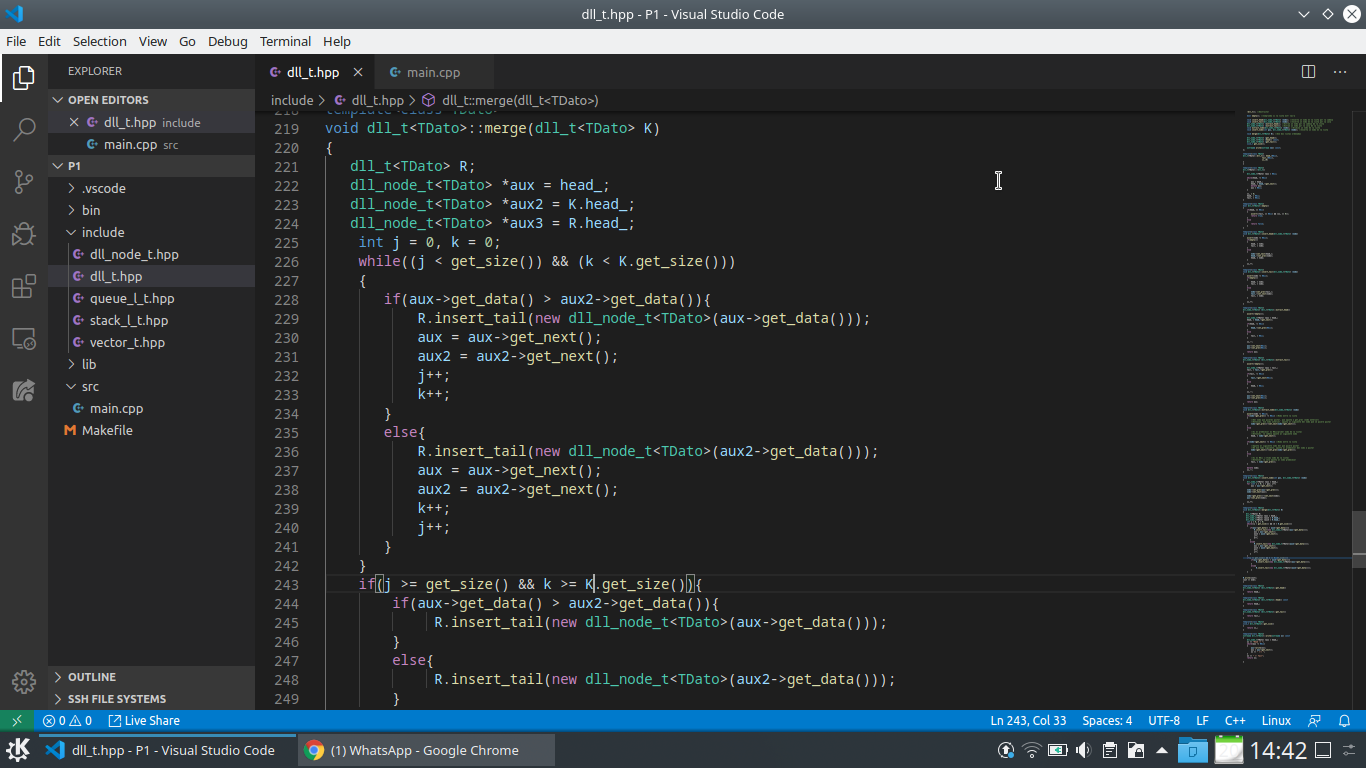 dll_t.hpp - P1 - Visual Studio Code
File Edit Selection View Go Debug Terminal Help
EXPLORER
OPEN EDITORS
dll_t.hpp include
main.cpp src
P1
.vscode
bin
include
dll_node_t.hpp
dll_t.hpp
queue_l_t.hpp
stack_l_t.hpp
vector_t.hpp
lib
src
main.cpp
Makefile
OUTLINE
SSH FILE SYSTEMS
dll_t.hpp main.cpp
include dll_t.hpp dll_t::merge(dll_t<TDato>)
219 void dll_t<TDato>::merge(dll_t<TDato> K)
220 {
221 dll_t<TDato> R;
222 dll_node_t<TDato> *aux = head_;
223 dll_node_t<TDato> *aux2 = K.head_;
224 dll_node_t<TDato> *aux3 = R.head_;
225 int j = 0, k = 0;
226 while((j < get_size()) && (k < K.get_size()))
227 {
228 if(aux->get_data() > aux2->get_data()){
229 R.insert_tail(new dll_node_t<TDato>(aux->get_data()));
230 aux = aux->get_next();
231 aux2 = aux2->get_next();
232 j++;
233 k++;
234 }
235 else{
236 R.insert_tail(new dll_node_t<TDato>(aux2->get_data()));
237 aux = aux->get_next();
238 aux2 = aux2->get_next();
239 k++;
240 j++;
241 }
242 }
243 if(j >= get_size() && k >= K.get_size()){
244 if(aux->get_data() > aux2->get_data()){
245 R.insert_tail(new dll_node_t<TDato>(aux->get_data()));
246 }
247 else{
248 R.insert_tail(new dll_node_t<TDato>(aux2->get_data()));
249 }
0 0 Live Share Ln 243, Col 33 Spaces: 4 UTF-8 LF C++ Linux
dll_t.hpp - P1 - Visual Studio Code (1) WhatsApp - Google Chrome 14:42